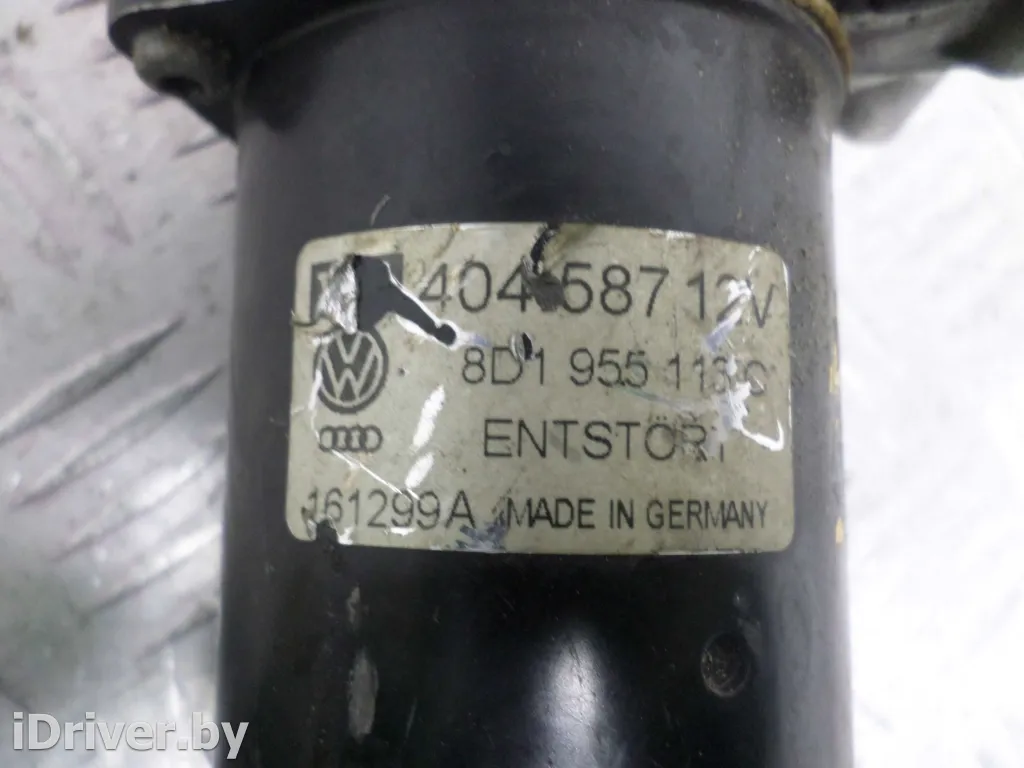 404.587 12V
8D1 955 113 C
ENTSTÖRT
161299A MADE IN GERMANY
iDriver.by